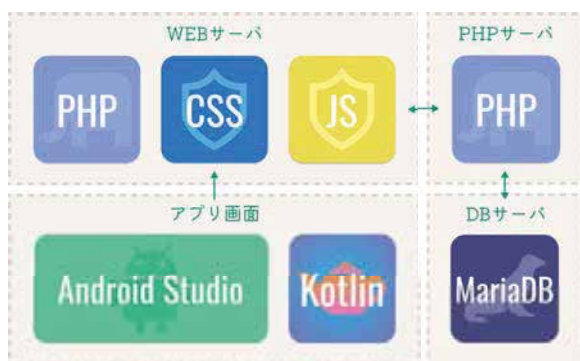 WEBサーバ
PHP
CSS
JS
PHPサーバ
PHP
アプリ画面
Android Studio
Kotlin
DBサーバ
MariaDB